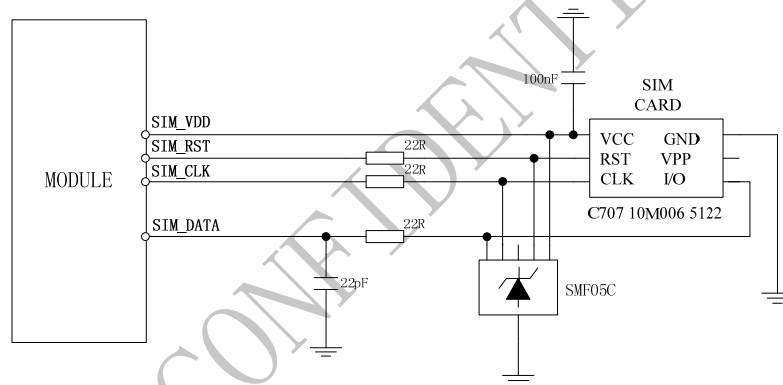 CONFIDENT
100nF
SIM
CARD
SIM_VDD
SIM_RST
22R
SIM_CLK
22R
VCC GND
RST VPP
CLK I/O
MODULE
C707 10M006 5122
SIM_DATA
22R
22pF
SMF05C